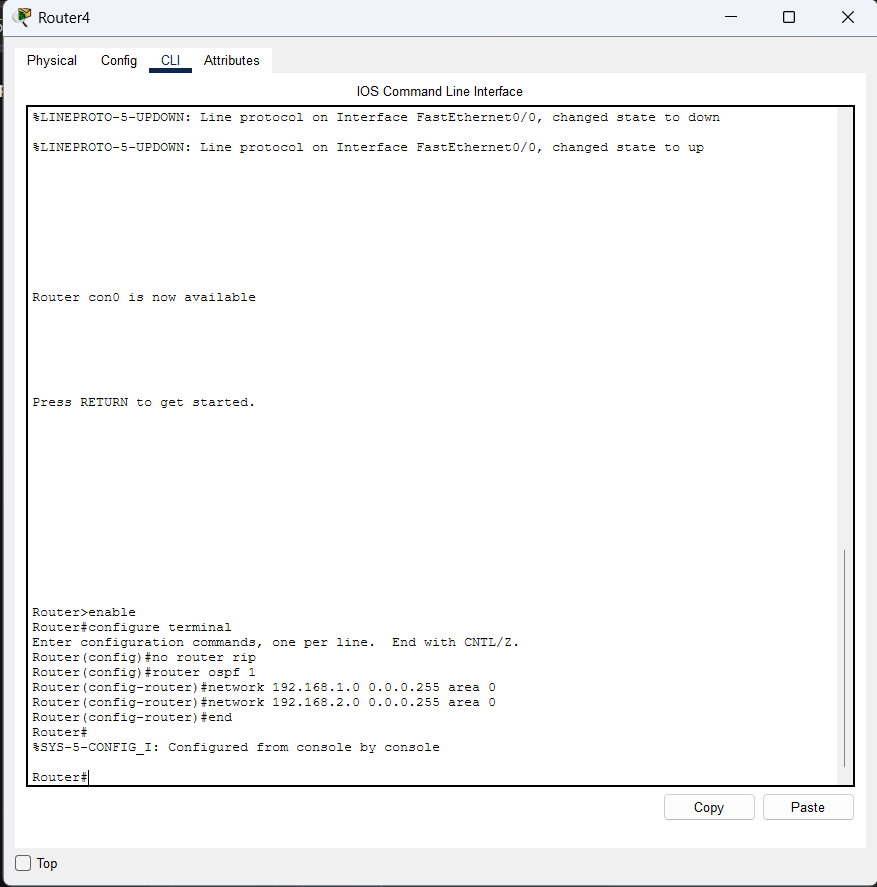 Router4
Physical Config CLI Attributes
IOS Command Line Interface
%LINEPROTO-5-UPDOWN: Line protocol on Interface FastEthernet0/0, changed state to down
%LINEPROTO-5-UPDOWN: Line protocol on Interface FastEthernet0/0, changed state to up
Router con0 is now available
Press RETURN to get started.
Router>enable
Router#configure terminal
Enter configuration commands, one per line.  End with CNTL/Z.
Router(config)#no router rip
Router(config)#router ospf 1
Router(config-router)#network 192.168.1.0 0.0.0.255 area 0
Router(config-router)#network 192.168.2.0 0.0.0.255 area 0
Router(config-router)#end
Router#
%SYS-5-CONFIG_I: Configured from console by console
Router#
Copy Paste
Top